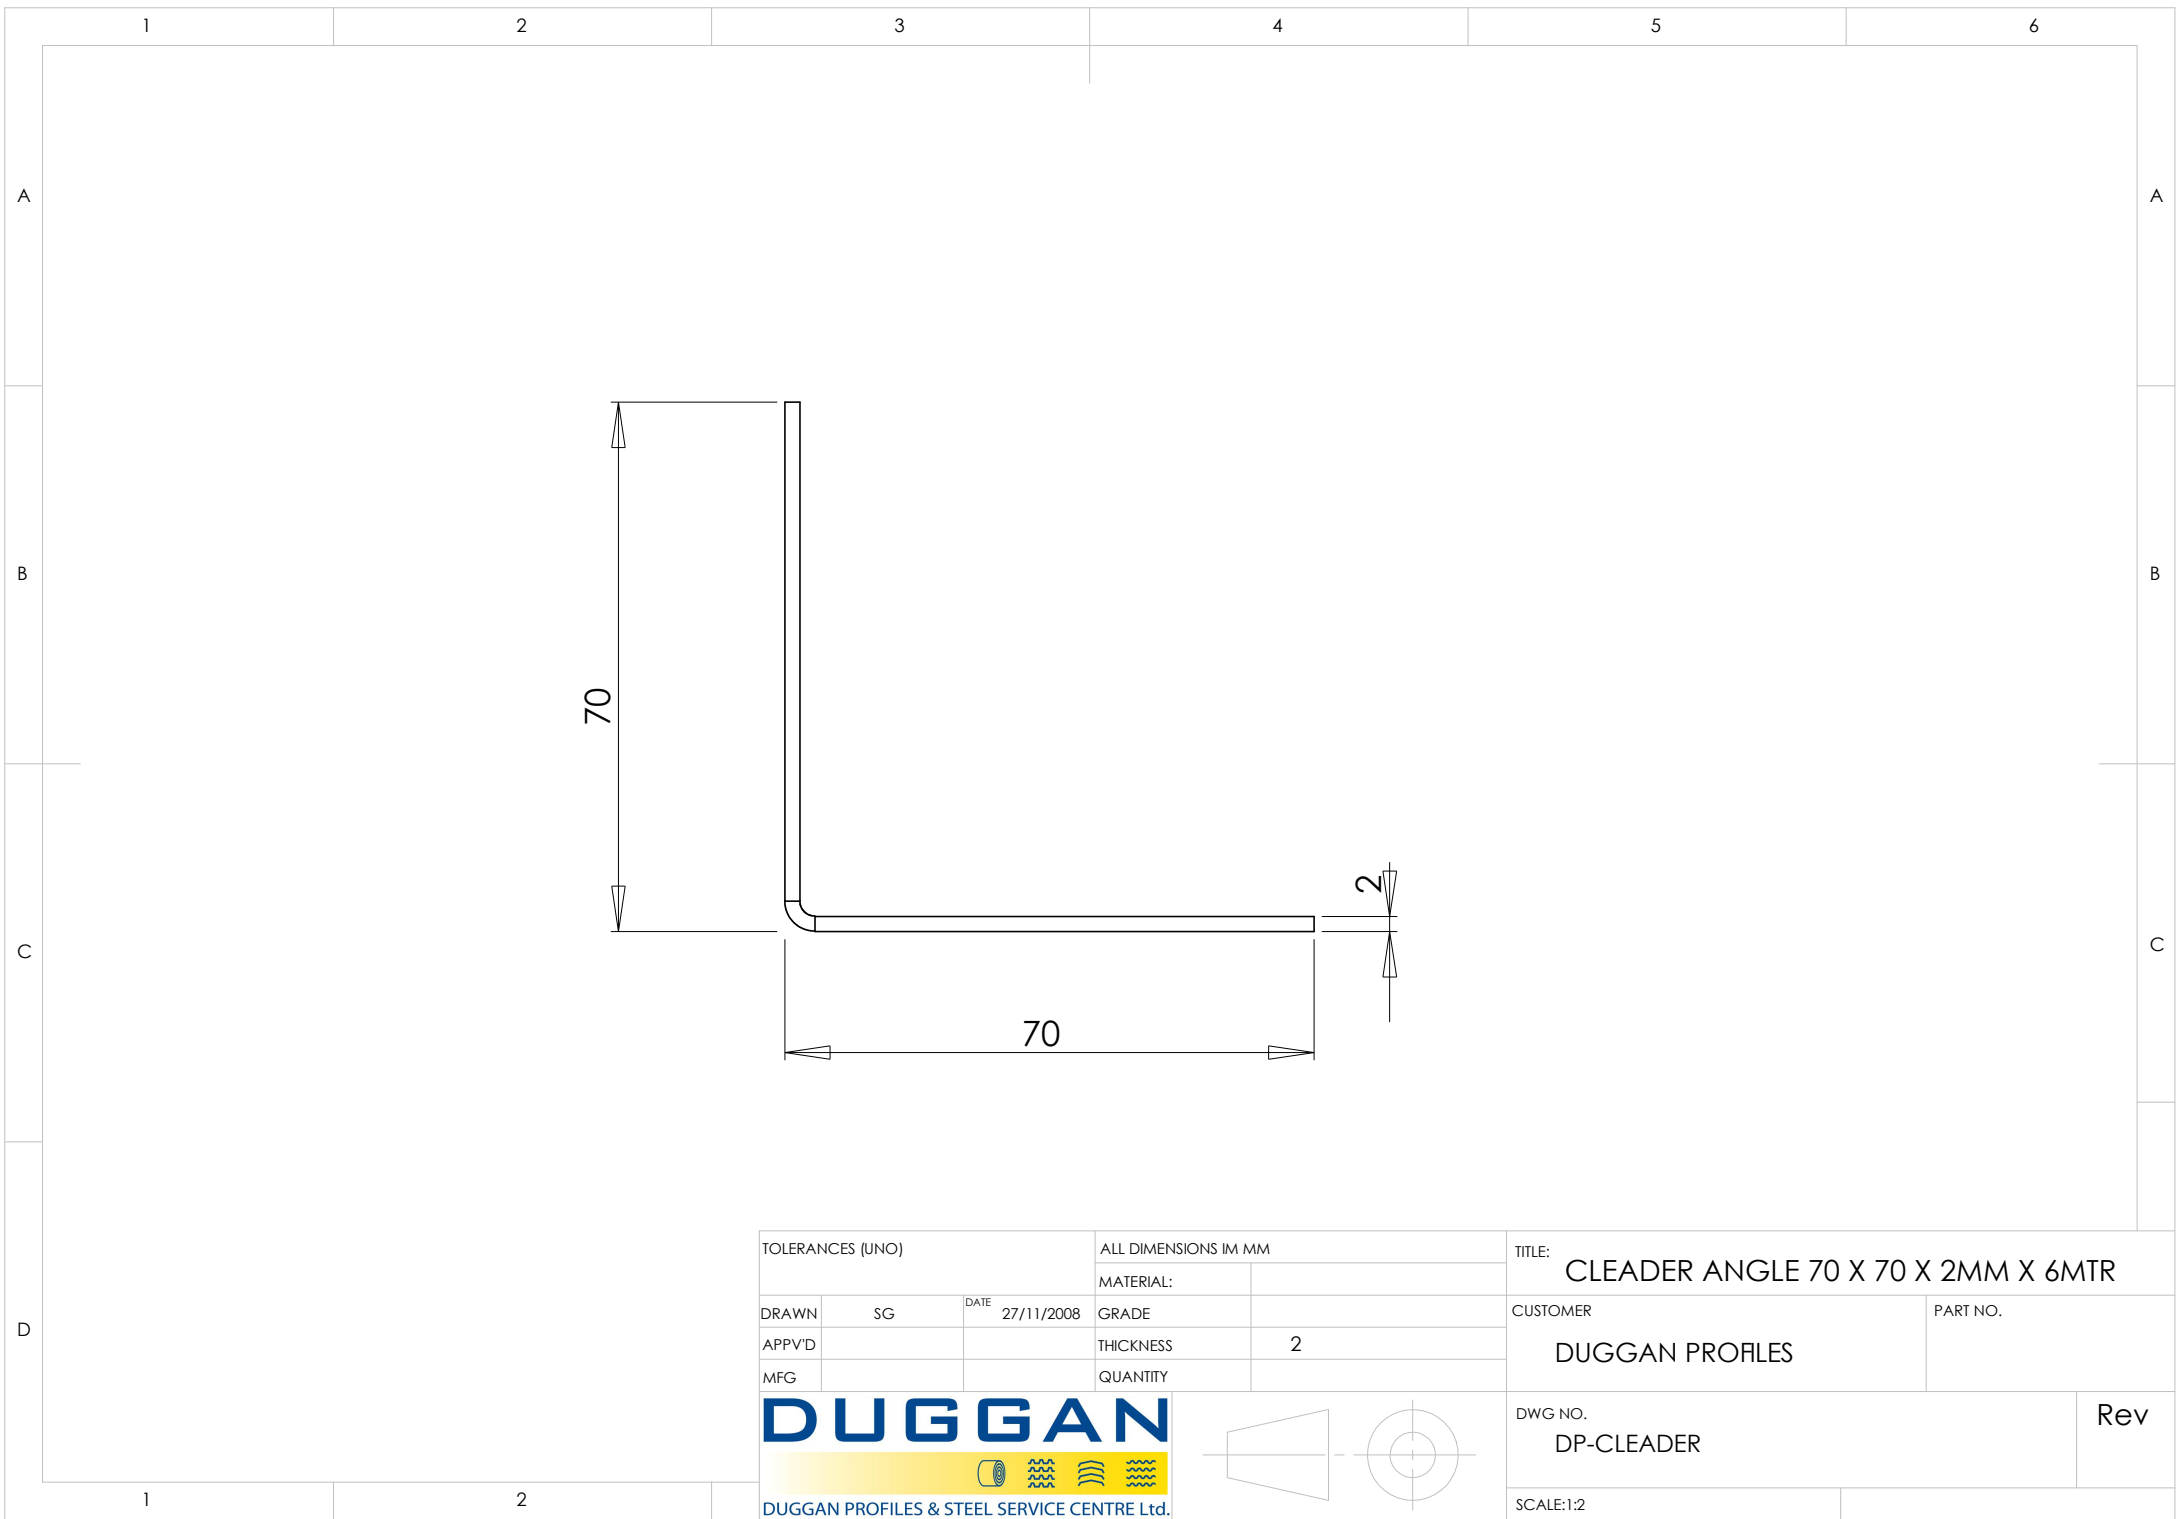 1 2 3 4 5 6
A A
B B
C C
D
70
2
70
TOLERANCES (UNO)
ALL DIMENSIONS IM MM
MATERIAL:
DRAWN SG DATE 27/11/2008 GRADE
APPV'D THICKNESS 2
MFG QUANTITY
TITLE: CLEADER ANGLE 70 X 70 X 2MM X 6MTR
CUSTOMER PART NO.
DUGGAN PROFILES
DUGGAN
DUGGAN PROFILES & STEEL SERVICE CENTRE Ltd.
DWG NO. Rev
DP-CLEADER
SCALE:1:2
1 2